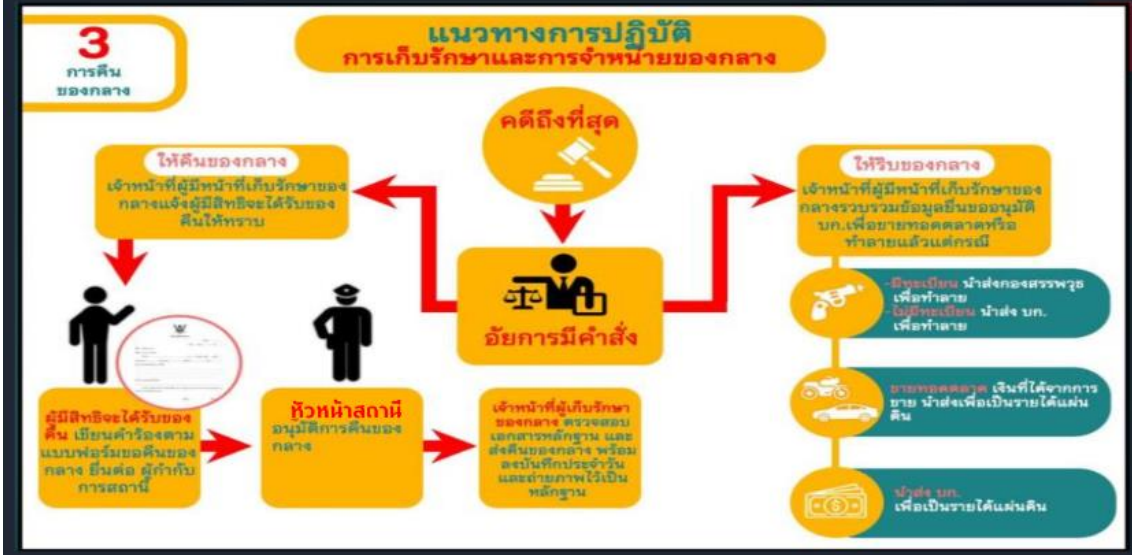 3
การคืน
ของกลาง
แนวทางการปฏิบัติ
การเก็บรักษาและการจำหน่ายของกลาง
คดีถึงที่สุด
ให้คืนของกลาง
เจ้าหน้าที่ผู้มีหน้าที่เก็บรักษาของ
กลางแจ้งผู้มีสิทธิจะได้รับของ
คืนให้ทราบ
อัยการมีคำสั่ง
ให้ริบของกลาง
เจ้าหน้าที่ผู้มีหน้าที่เก็บรักษาของ
กลางรวบรวมข้อมูลยื่นขออนุมัติ
บก.เพื่อขายทอดตลาดหรือ
ทำลายแล้วแต่กรณี
-มีทะเบียน นำส่งกองสรรพวุธ
เพื่อทำลาย
-ไม่มีทะเบียน นำส่ง บก.
เพื่อทำลาย
ขายทอดตลาด เงินที่ได้จากการ
ขาย นำส่งเพื่อเป็นรายได้แผ่น
ดิน
นำส่ง บก.
เพื่อเป็นรายได้แผ่นดิน
ผู้มีสิทธิจะได้รับของ
คืน เขียนคำร้องตาม
แบบฟอร์มขอคืนของ
กลาง ยื่นต่อ ผู้กำกับ
การสถานี
หัวหน้าสถานี
อนุมัติการคืนของ
กลาง
เจ้าหน้าที่ผู้เก็บรักษา
ของกลาง ตรวจสอบ
เอกสารหลักฐาน และ
ส่งคืนของกลาง พร้อม
ลงบันทึกประจำวัน
และถ่ายภาพไว้เป็น
หลักฐาน